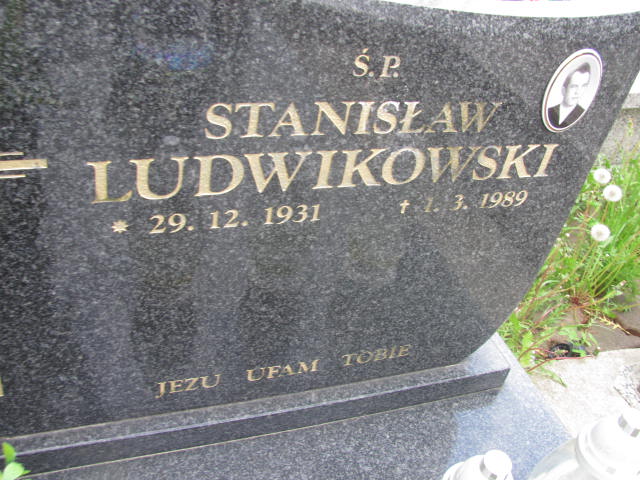 Ś.P.
STANISŁAW
LUDWIKOWSKI
* 29. 12. 1931 † 1. 3. 1989
JEZU UFAM TOBIE